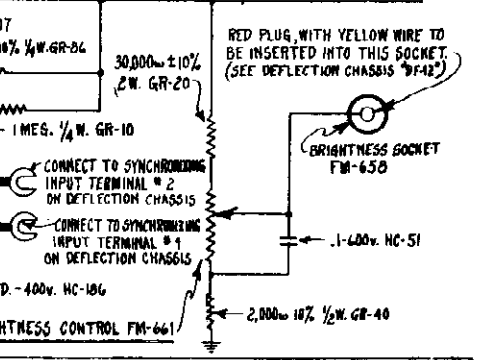 07
10% ¼W. GR-86
30,000ω ±10%
2W. GR-20
RED PLUG, WITH YELLOW WIRE TO
BE INSERTED INTO THIS SOCKET
(SEE DEFLECTION CHASSIS
1 MEG. ¼W. GR-10
BRIGHTNESS SOCKET
FM-658
CONNECT TO SYNCHRONIZING
INPUT TERMINAL #2
ON DEFLECTION CHASSIS
CONNECT TO SYNCHRONIZING
INPUT TERMINAL #1
ON DEFLECTION CHASSIS
.1-600V. HC-51
D. -400V. HC-186
2,000ω 10% ½W. GR-40
HTNESS CONTROL FM-661